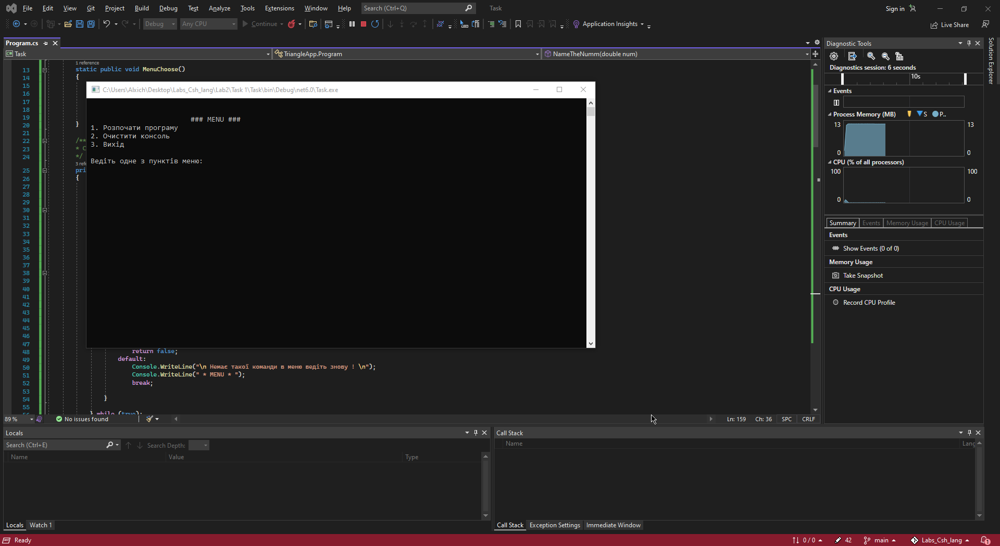 File Edit View Git Project Build Debug Test Analyze Tools Extensions Window Help Search (Ctrl+Q) Task Sign in
Debug Any CPU Continue Application Insights Live Share
Program.cs
Task TriangleApp.Program NameTheNumm(double num)
1 reference
13 static public void MenuChoose()
14 {
15
16
17
18
19
20 }
21
22 /**
23 * C
24 */
3 refe
25 pri
26 {
27
28
29
30
31
32
33
34
35
36
37
38
39
40
41
42
43
44
45
46
47
48 return false;
49 default:
50 Console.WriteLine("\n Немає такої команди в меню ведіть знову ! \n");
51 Console.WriteLine(" * MENU * ");
52 break;
53
54 }
55
56 } while (true);
C:\Users\Alxich\Desktop\Labs_Csh_lang\Lab2\Task 1\Task\bin\Debug\net6.0\Task.exe
### MENU ###
1. Розпочати програму
2. Очистити консоль
3. Вихід
Ведіть одне з пунктів меню:
89 % No issues found Ln: 159 Ch: 36 SPC CRLF
Diagnostic Tools
Diagnostics session: 6 seconds
10s
Events
Process Memory (MB) S P..
13 13
0 0
CPU (% of all processors)
100 100
0 0
Summary Events Memory Usage CPU Usage
Events
Show Events (0 of 0)
Memory Usage
Take Snapshot
CPU Usage
Record CPU Profile
Solution Explorer
Locals
Search (Ctrl+E) Search Depth:
Name Value Type
Locals Watch 1
Call Stack
Name Lang
Call Stack Exception Settings Immediate Window
Ready 0 / 0 42 main Labs_Csh_lang 1